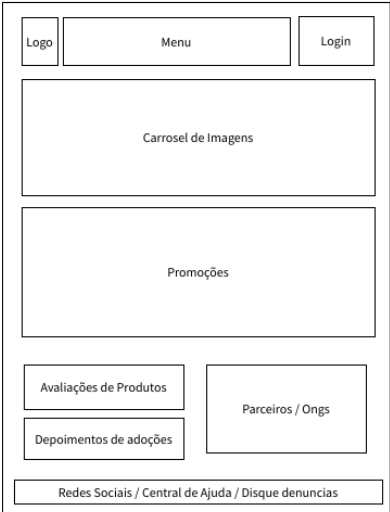 Logo
Menu
Login
Carrosel de Imagens
Promoções
Avaliações de Produtos
Parceiros / Ongs
Depoimentos de adoções
Redes Sociais / Central de Ajuda / Disque denuncias